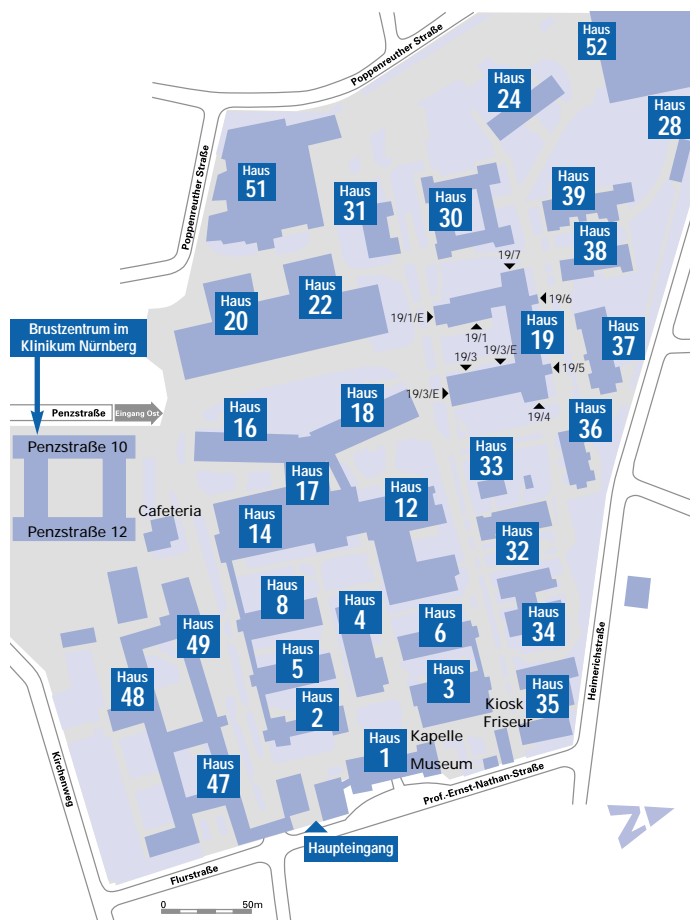 Haus
52
Poppenreuther Straße
Haus
24
Haus
28
Poppenreuther Straße
Haus
51
Haus
31
Haus
30
Haus
39
Haus
38
19/7
Haus
20
Haus
22
19/1/E
19/6
19/1
Haus
19
Haus
37
Brustzentrum im
Klinikum Nürnberg
19/3
19/3/E
19/5
19/3/E
19/4
Penzstraße
Eingang Ost
Haus
16
Haus
18
Haus
36
Penzstraße 10
Haus
33
Haus
17
Cafeteria
Haus
14
Haus
12
Penzstraße 12
Haus
32
Haus
8
Haus
4
Haus
6
Haus
34
Haus
49
Haus
5
Haus
48
Haus
3
Haus
2
Kiosk
Friseur
Haus
35
Heimerichstraße
Haus
1
Kapelle
Museum
Kirchenweg
Haus
47
Prof.-Ernst-Nathan-Straße
Haupteingang
Flurstraße
0
50m
N